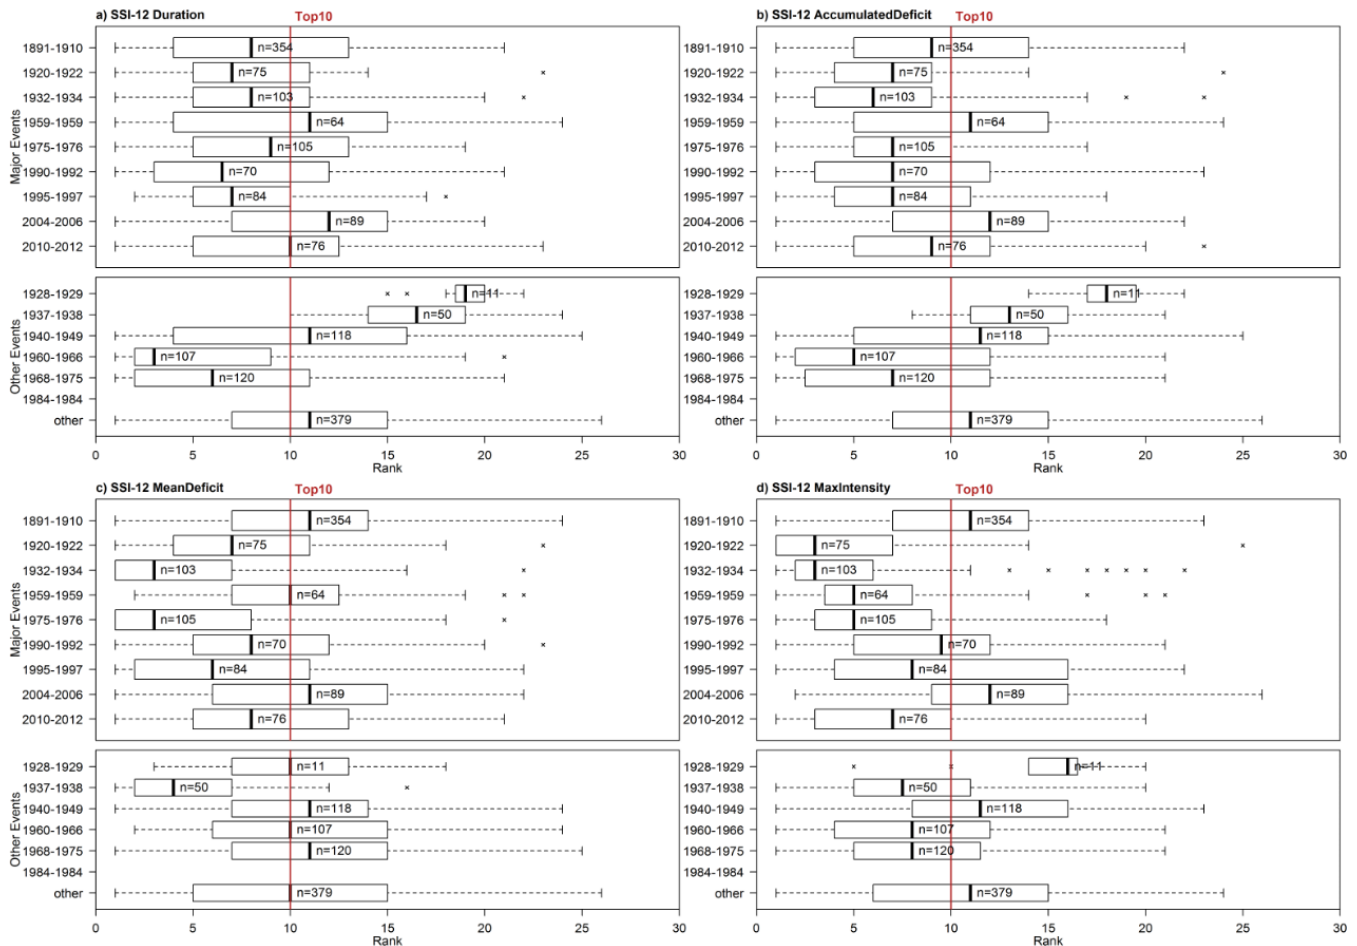 a) SSI-12 Duration
Top10
Major Events
1891-1910 n=354
1920-1922 n=75
1932-1934 n=103
1959-1959 n=64
1975-1976 n=105
1990-1992 n=70
1995-1997 n=84
2004-2006 n=89
2010-2012 n=76
Other Events
1928-1929 n=11
1937-1938 n=50
1940-1949 n=118
1960-1966 n=107
1968-1975 n=120
1984-1984
other n=379
0 5 10 15 20 25 30
Rank
b) SSI-12 AccumulatedDeficit
Top10
1891-1910 n=354
1920-1922 n=75
1932-1934 n=103
1959-1959 n=64
1975-1976 n=105
1990-1992 n=70
1995-1997 n=84
2004-2006 n=89
2010-2012 n=76
1928-1929 n=11
1937-1938 n=50
1940-1949 n=118
1960-1966 n=107
1968-1975 n=120
1984-1984
other n=379
0 5 10 15 20 25 30
Rank
c) SSI-12 MeanDeficit
Top10
Major Events
1891-1910 n=354
1920-1922 n=75
1932-1934 n=103
1959-1959 n=64
1975-1976 n=105
1990-1992 n=70
1995-1997 n=84
2004-2006 n=89
2010-2012 n=76
Other Events
1928-1929 n=11
1937-1938 n=50
1940-1949 n=118
1960-1966 n=107
1968-1975 n=120
1984-1984
other n=379
0 5 10 15 20 25 30
Rank
d) SSI-12 MaxIntensity
Top10
1891-1910 n=354
1920-1922 n=75
1932-1934 n=103
1959-1959 n=64
1975-1976 n=105
1990-1992 n=70
1995-1997 n=84
2004-2006 n=89
2010-2012 n=76
1928-1929 n=11
1937-1938 n=50
1940-1949 n=118
1960-1966 n=107
1968-1975 n=120
1984-1984
other n=379
0 5 10 15 20 25 30
Rank